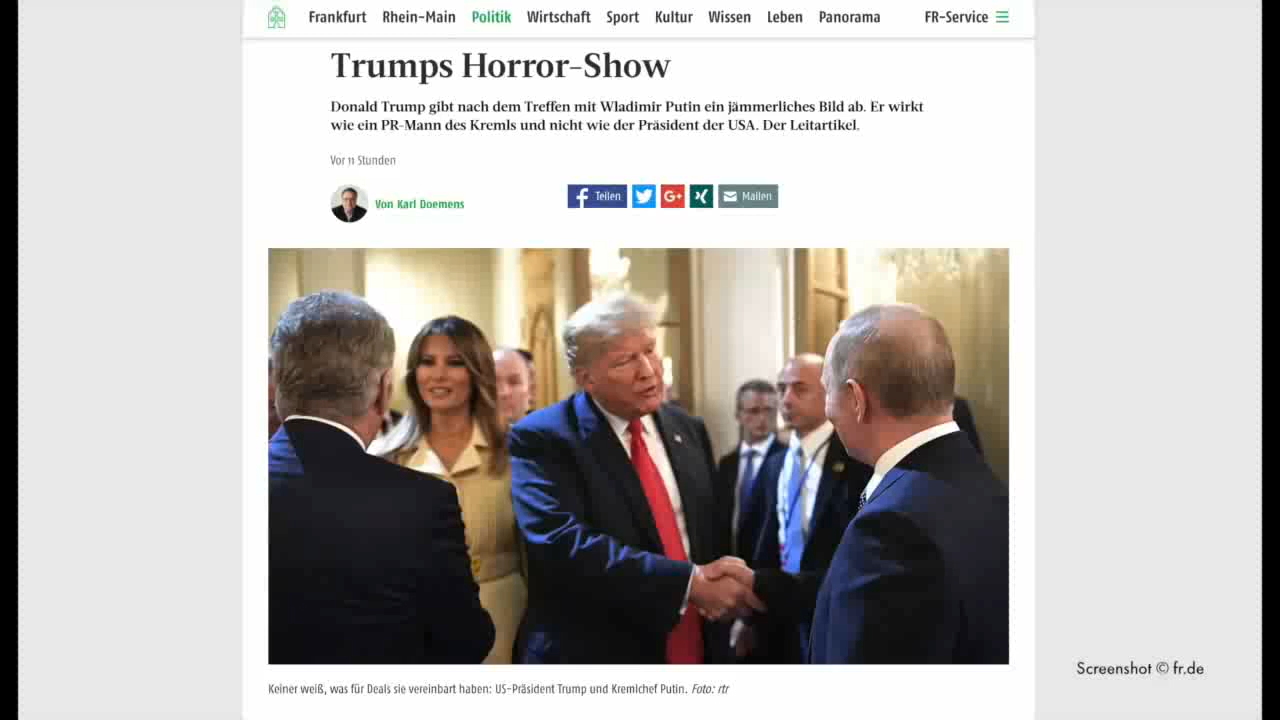 Frankfurt Rhein-Main Politik Wirtschaft Sport Kultur Wissen Leben Panorama FR-Service
Trumps Horror-Show
Donald Trump gibt nach dem Treffen mit Wladimir Putin ein jämmerliches Bild ab. Er wirkt
wie ein PR-Mann des Kremls und nicht wie der Präsident der USA. Der Leitartikel.
Vor 11 Stunden
Von Karl Doemens
Teilen G+ Mailen
Keiner weiß, was für Deals sie vereinbart haben: US-Präsident Trump und Kremlchef Putin. Foto: rtr
Screenshot © fr.de